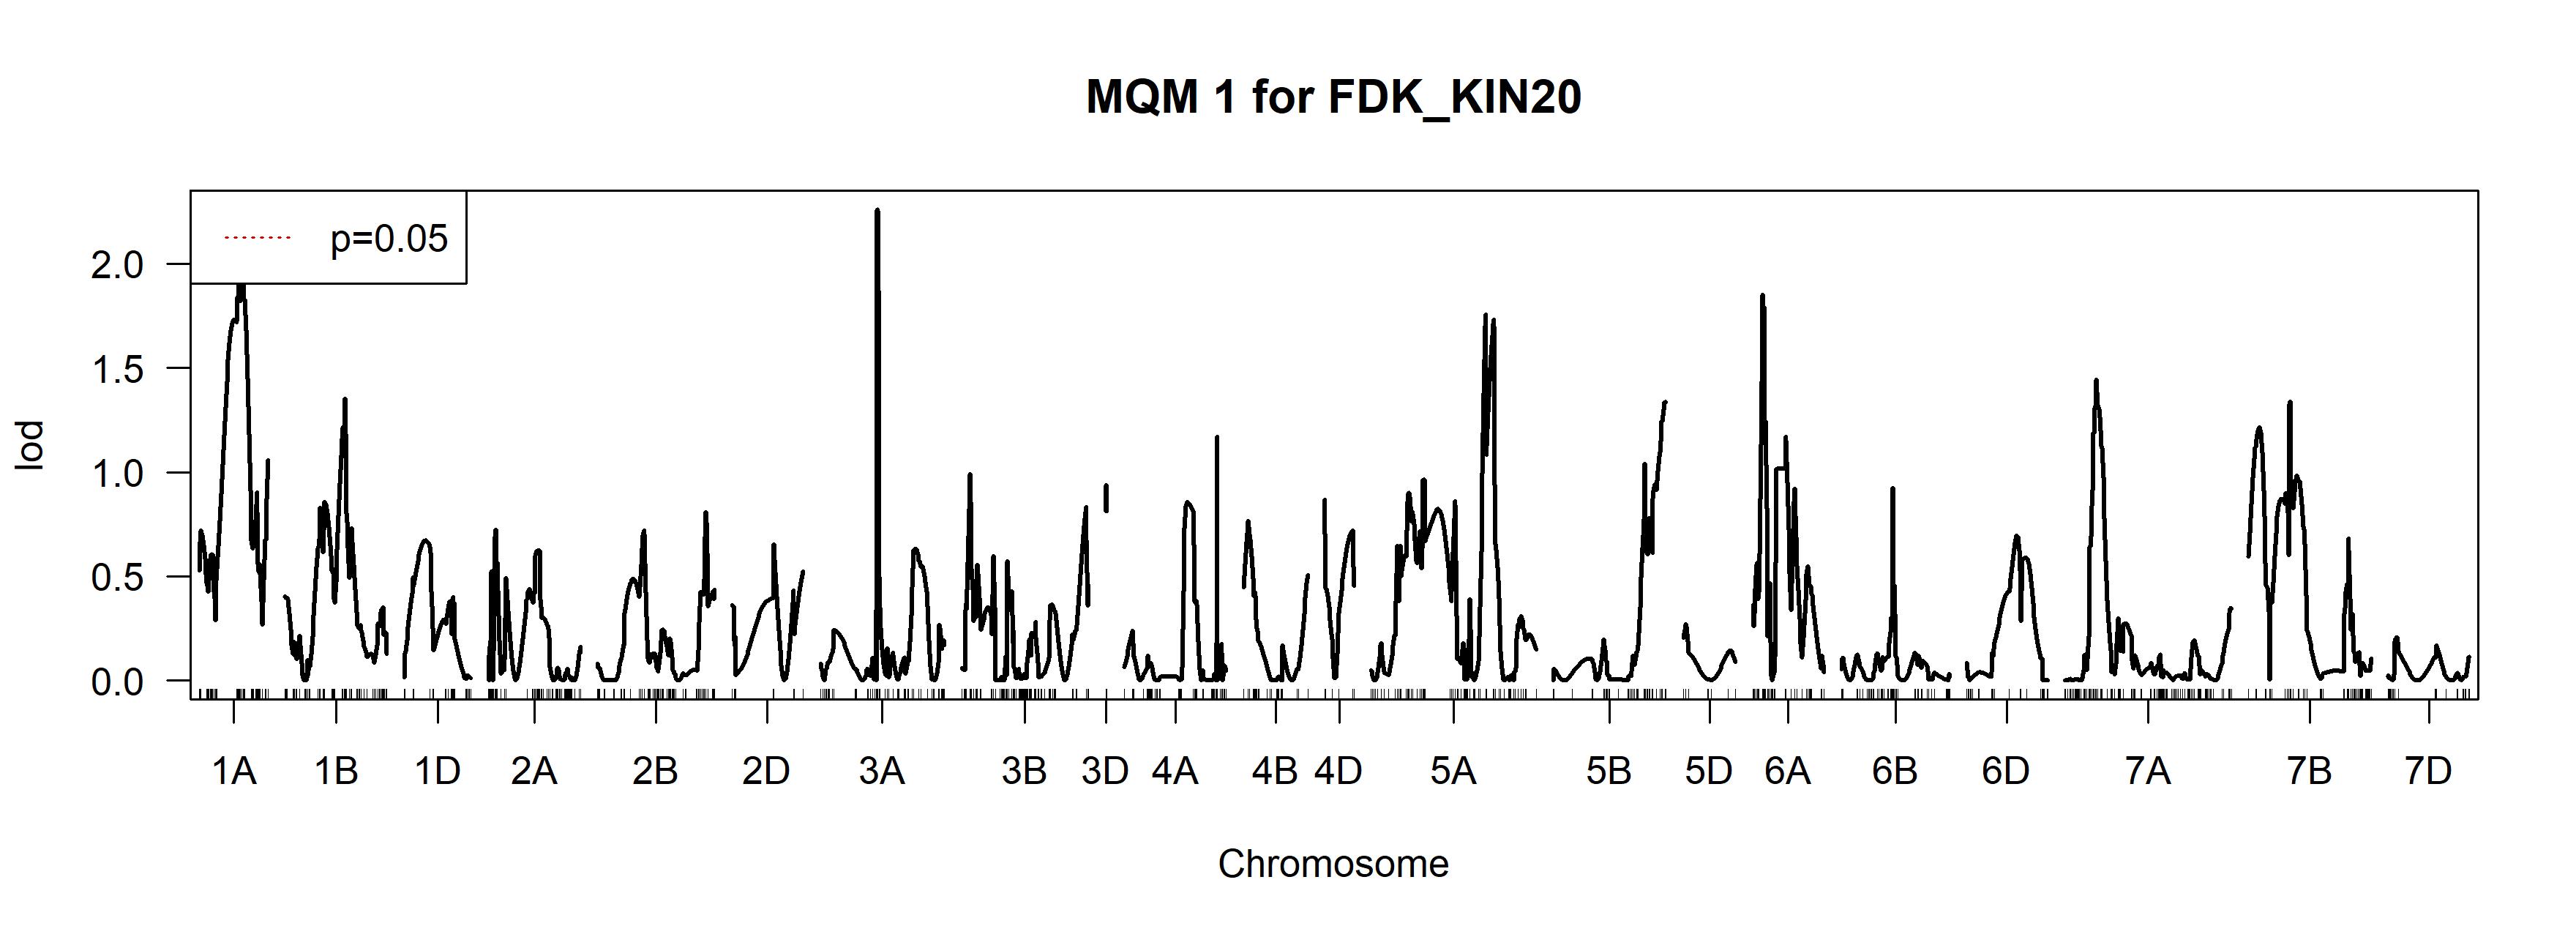 MQM 1 for FDK_KIN20
p=0.05
2.0
1.5
1.0
0.5
0.0
lod
1A 1B 1D 2A 2B 2D 3A 3B 3D 4A 4B 4D 5A 5B 5D 6A 6B 6D 7A 7B 7D
Chromosome